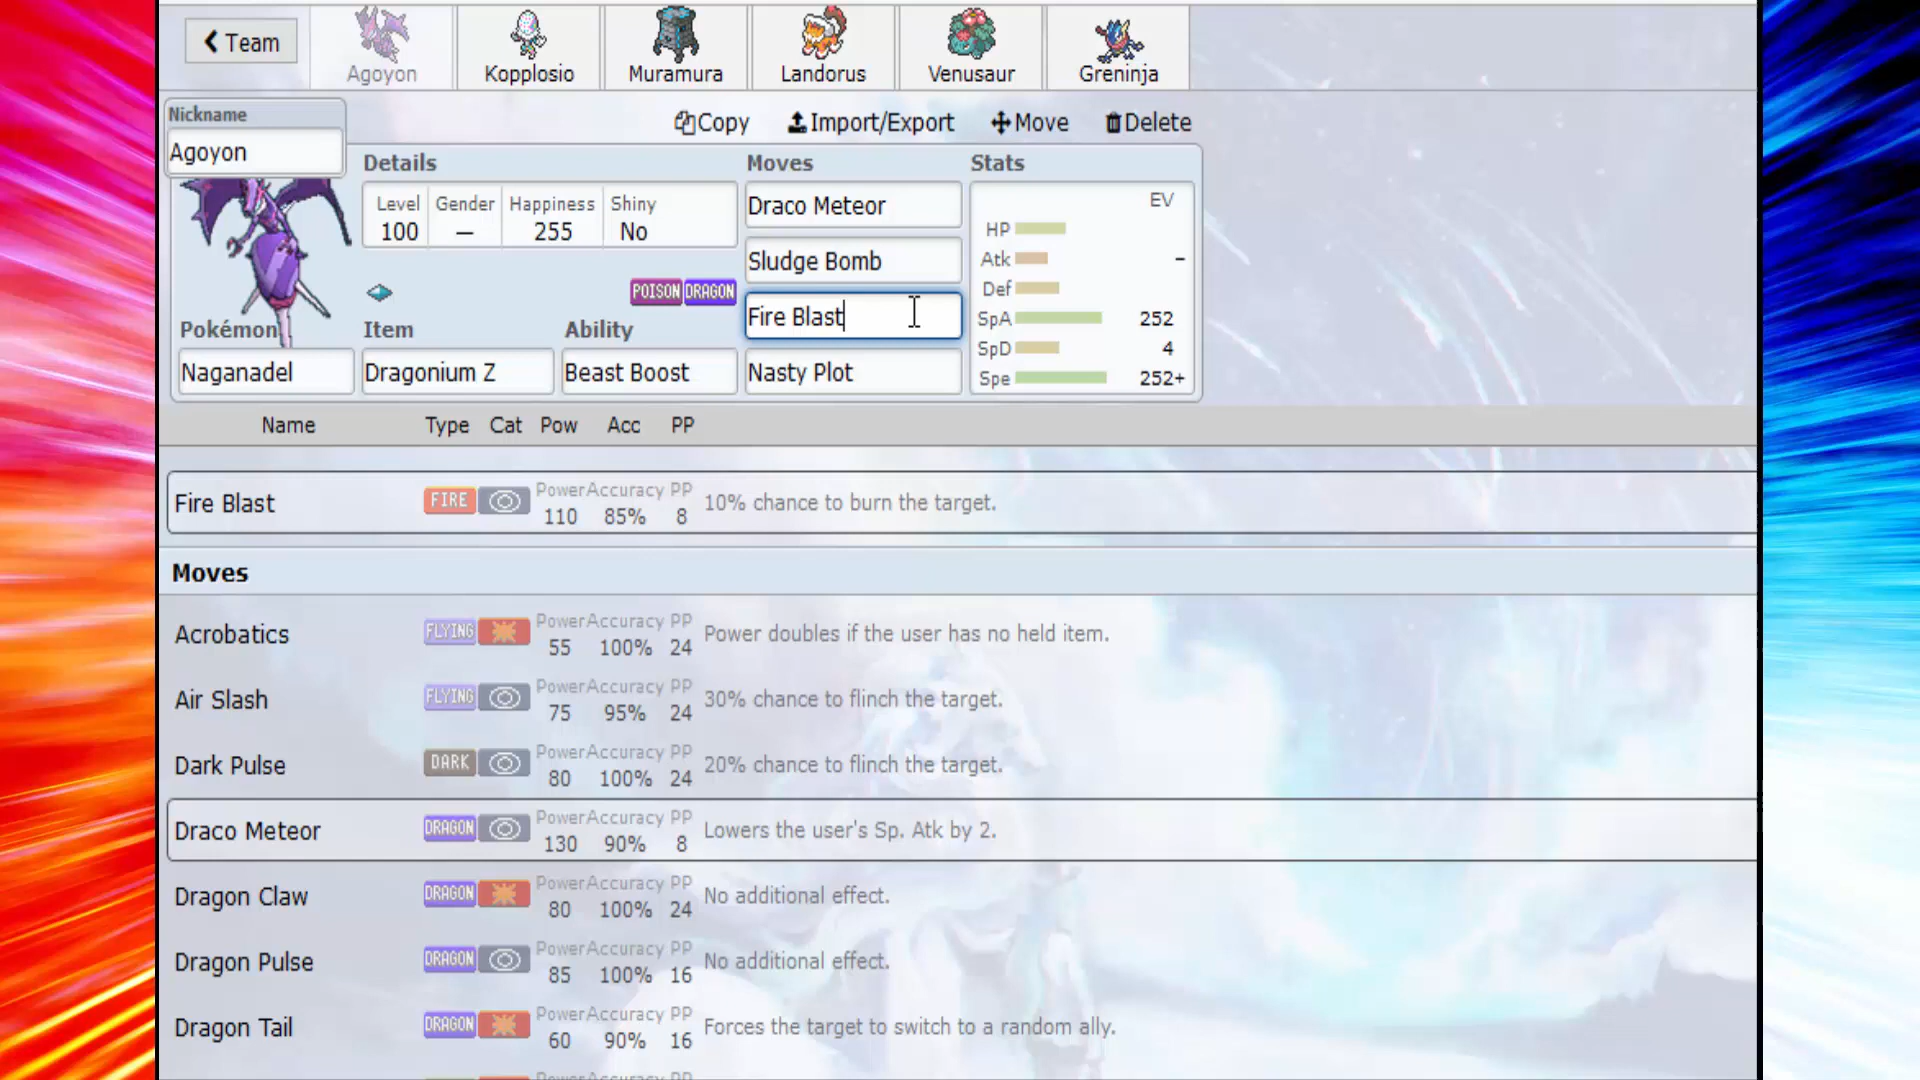 Team
Agoyon
Kopplosio
Muramura
Landorus
Venusaur
Greninja
Nickname
Agoyon
Copy
Import/Export
Move
Delete
Details
Moves
Stats
Level
Gender
Happiness
Shiny
100
—
255
No
POISON DRAGON
Pokémon
Item
Ability
Naganadel
Dragonium Z
Beast Boost
Draco Meteor
Sludge Bomb
Fire Blast
Nasty Plot
EV
HP
Atk –
Def
SpA 252
SpD 4
Spe 252+
Name Type Cat Pow Acc PP
Fire Blast FIRE Power 110 Accuracy 85% PP 8 10% chance to burn the target.
Moves
Acrobatics FLYING Power 55 Accuracy 100% PP 24 Power doubles if the user has no held item.
Air Slash FLYING Power 75 Accuracy 95% PP 24 30% chance to flinch the target.
Dark Pulse DARK Power 80 Accuracy 100% PP 24 20% chance to flinch the target.
Draco Meteor DRAGON Power 130 Accuracy 90% PP 8 Lowers the user's Sp. Atk by 2.
Dragon Claw DRAGON Power 80 Accuracy 100% PP 24 No additional effect.
Dragon Pulse DRAGON Power 85 Accuracy 100% PP 16 No additional effect.
Dragon Tail DRAGON Power 60 Accuracy 90% PP 16 Forces the target to switch to a random ally.